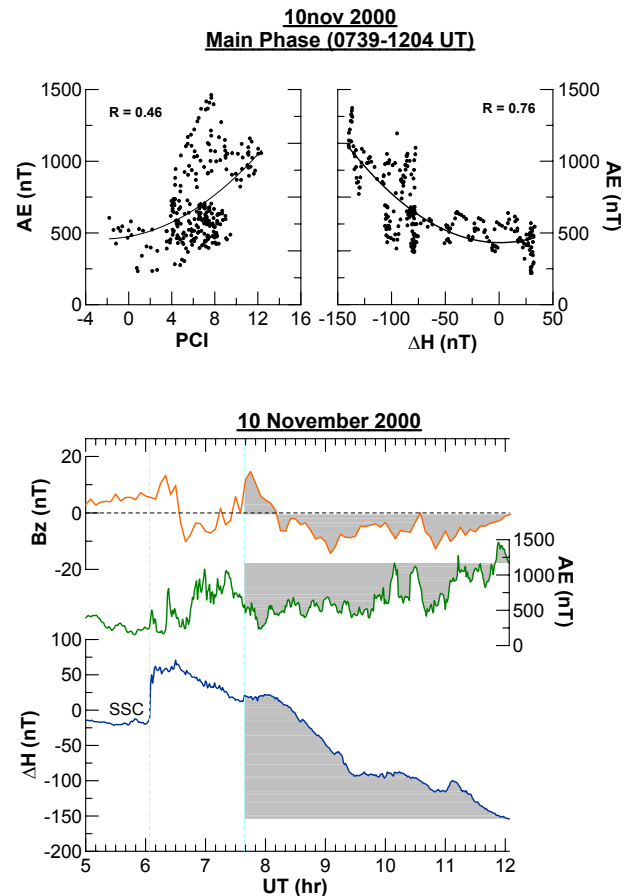 10nov 2000
Main Phase (0739-1204 UT)
1500
1000
500
0
AE (nT)
R = 0.46
-4 0 4 8 12 16
PCI
R = 0.76
1500
1000
500
0
AE (nT)
-150 -100 -50 0 50
ΔH (nT)
10 November 2000
20
0
-20
Bz (nT)
1500
1000
500
0
AE (nT)
100
50
0
-50
-100
-150
-200
ΔH (nT)
SSC
5 6 7 8 9 10 11 12
UT (hr)